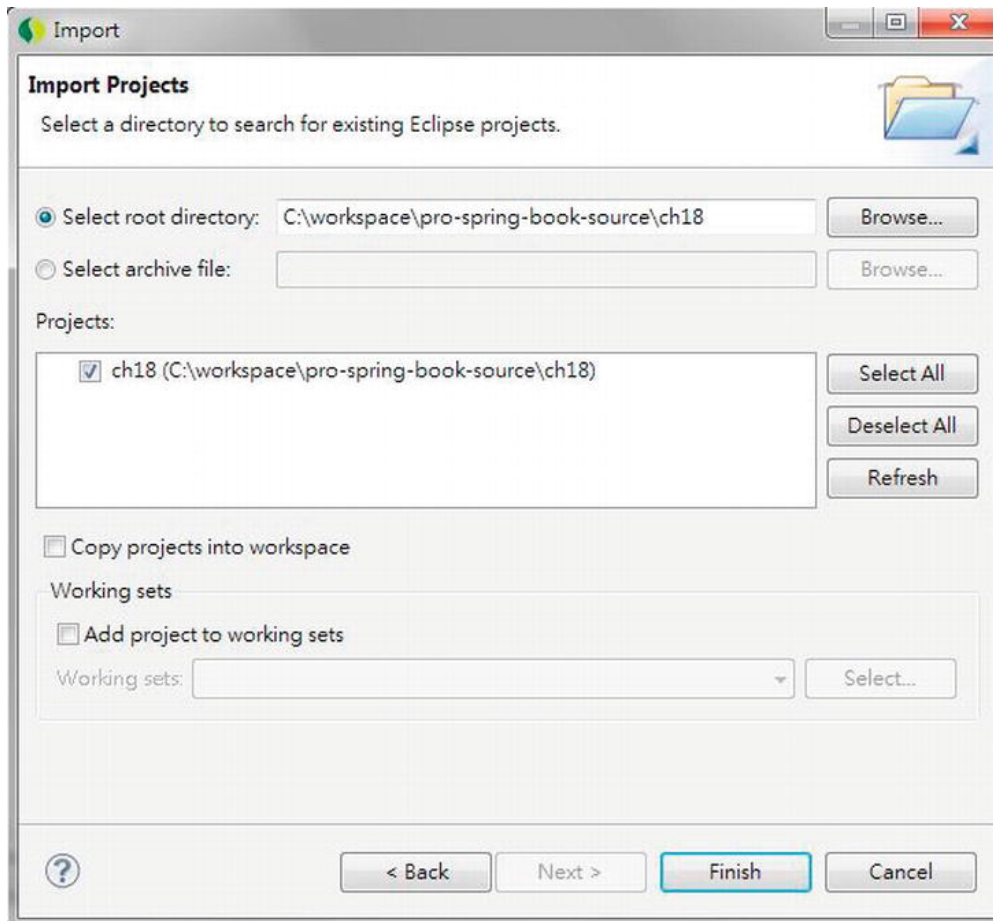 Import
Import Projects
Select a directory to search for existing Eclipse projects.
Select root directory: C:\workspace\pro-spring-book-source\ch18 Browse...
Select archive file: Browse...
Projects:
ch18 (C:\workspace\pro-spring-book-source\ch18)
Select All
Deselect All
Refresh
Copy projects into workspace
Working sets
Add project to working sets
Working sets: Select...
? < Back Next > Finish Cancel